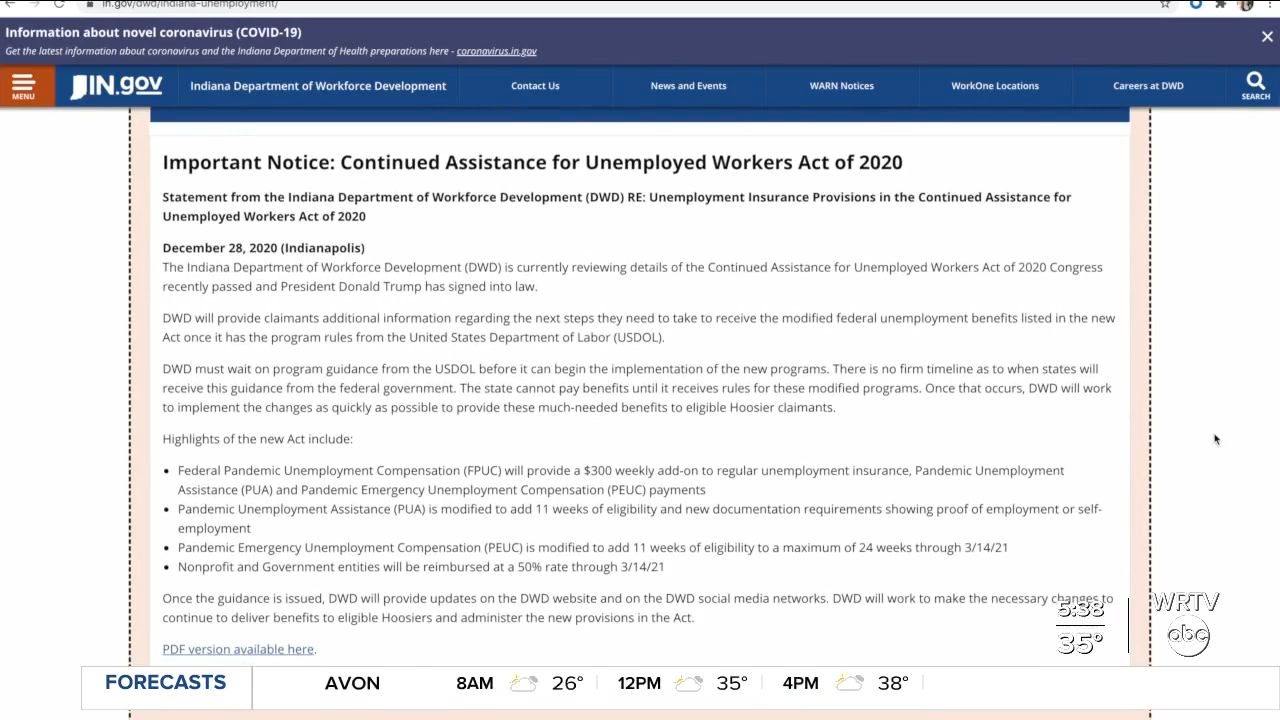 in.gov/dwd/indiana-unemployment/
Information about novel coronavirus (COVID-19)
Get the latest information about coronavirus and the Indiana Department of Health preparations here - coronavirus.in.gov
MENU
IN.gov
Indiana Department of Workforce Development
Contact Us
News and Events
WARN Notices
WorkOne Locations
Careers at DWD
SEARCH
Important Notice: Continued Assistance for Unemployed Workers Act of 2020
Statement from the Indiana Department of Workforce Development (DWD) RE: Unemployment Insurance Provisions in the Continued Assistance for
Unemployed Workers Act of 2020
December 28, 2020 (Indianapolis)
The Indiana Department of Workforce Development (DWD) is currently reviewing details of the Continued Assistance for Unemployed Workers Act of 2020 Congress
recently passed and President Donald Trump has signed into law.
DWD will provide claimants additional information regarding the next steps they need to take to receive the modified federal unemployment benefits listed in the new
Act once it has the program rules from the United States Department of Labor (USDOL).
DWD must wait on program guidance from the USDOL before it can begin the implementation of the new programs. There is no firm timeline as to when states will
receive this guidance from the federal government. The state cannot pay benefits until it receives rules for these modified programs. Once that occurs, DWD will work
to implement the changes as quickly as possible to provide these much-needed benefits to eligible Hoosier claimants.
Highlights of the new Act include:
• Federal Pandemic Unemployment Compensation (FPUC) will provide a $300 weekly add-on to regular unemployment insurance, Pandemic Unemployment
Assistance (PUA) and Pandemic Emergency Unemployment Compensation (PEUC) payments
• Pandemic Unemployment Assistance (PUA) is modified to add 11 weeks of eligibility and new documentation requirements showing proof of employment or self-
employment
• Pandemic Emergency Unemployment Compensation (PEUC) is modified to add 11 weeks of eligibility to a maximum of 24 weeks through 3/14/21
• Nonprofit and Government entities will be reimbursed at a 50% rate through 3/14/21
Once the guidance is issued, DWD will provide updates on the DWD website and on the DWD social media networks. DWD will work to make the necessary changes to
continue to deliver benefits to eligible Hoosiers and administer the new provisions in the Act.
PDF version available here.
5:38
35°
WRTV
abc
FORECASTS
AVON
8AM 26°
12PM 35°
4PM 38°